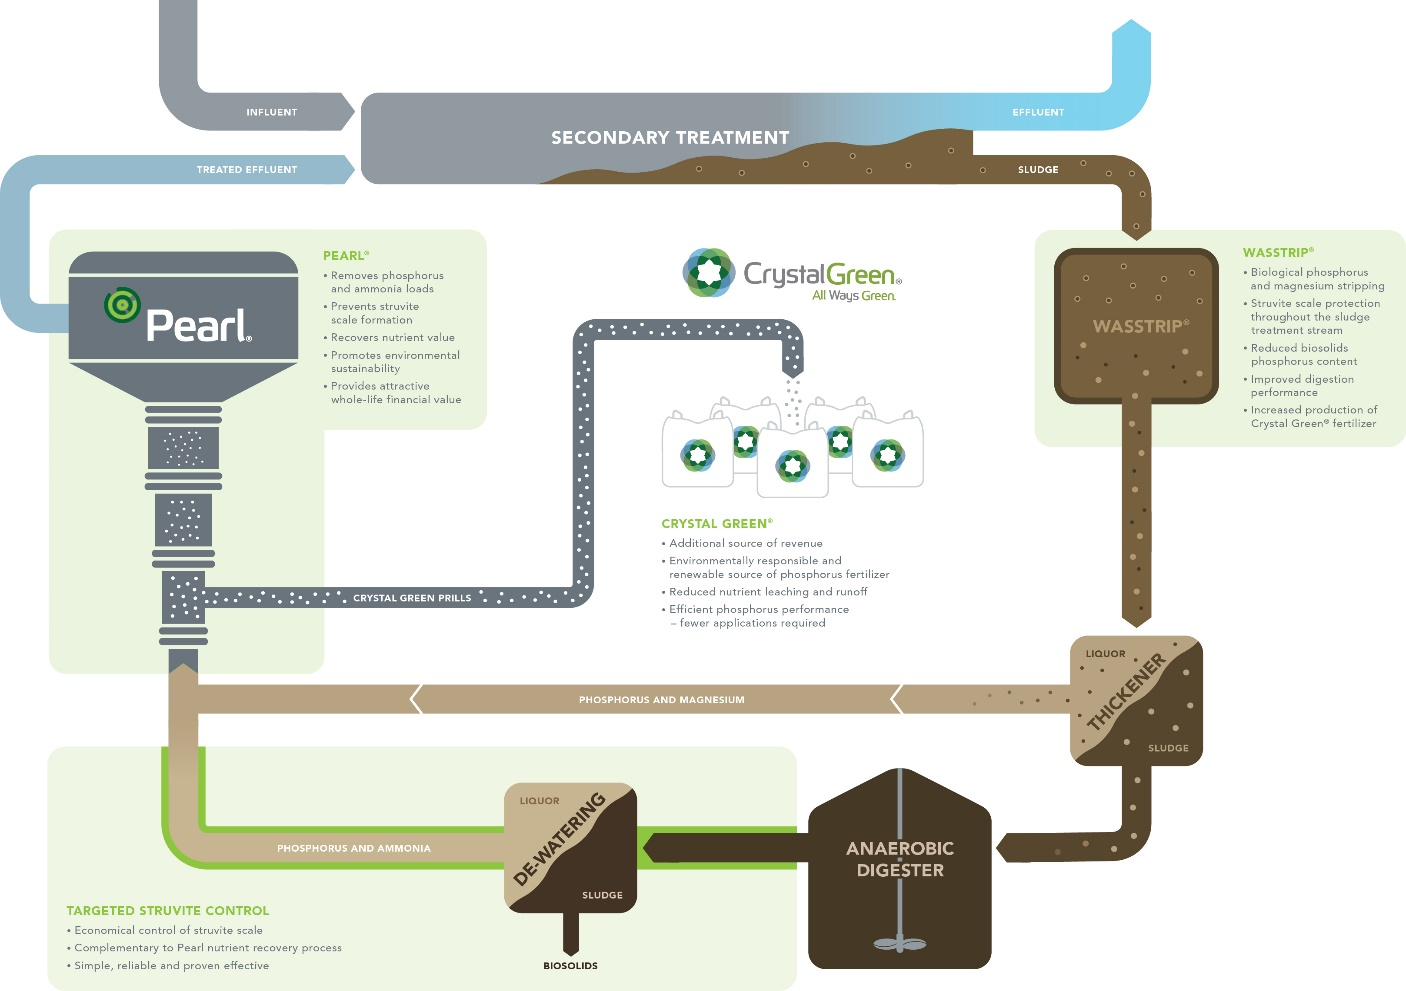 INFLUENT
SECONDARY TREATMENT
EFFLUENT
TREATED EFFLUENT
SLUDGE
Pearl®
PEARL®
• Removes phosphorus
and ammonia loads
• Prevents struvite
scale formation
• Recovers nutrient value
• Promotes environmental
sustainability
• Provides attractive
whole-life financial value
CrystalGreen®
All Ways Green.
WASSTRIP®
WASSTRIP®
• Biological phosphorus
and magnesium stripping
• Struvite scale protection
throughout the sludge
treatment stream
• Reduced biosolids
phosphorus content
• Improved digestion
performance
• Increased production of
Crystal Green® fertilizer
CRYSTAL GREEN PRILLS
CRYSTAL GREEN®
• Additional source of revenue
• Environmentally responsible and
renewable source of phosphorus fertilizer
• Reduced nutrient leaching and runoff
• Efficient phosphorus performance
– fewer applications required
PHOSPHORUS AND MAGNESIUM
LIQUOR
THICKENER
SLUDGE
PHOSPHORUS AND AMMONIA
LIQUOR
DE-WATERING
SLUDGE
ANAEROBIC
DIGESTER
TARGETED STRUVITE CONTROL
• Economical control of struvite scale
• Complementary to Pearl nutrient recovery process
• Simple, reliable and proven effective
BIOSOLIDS